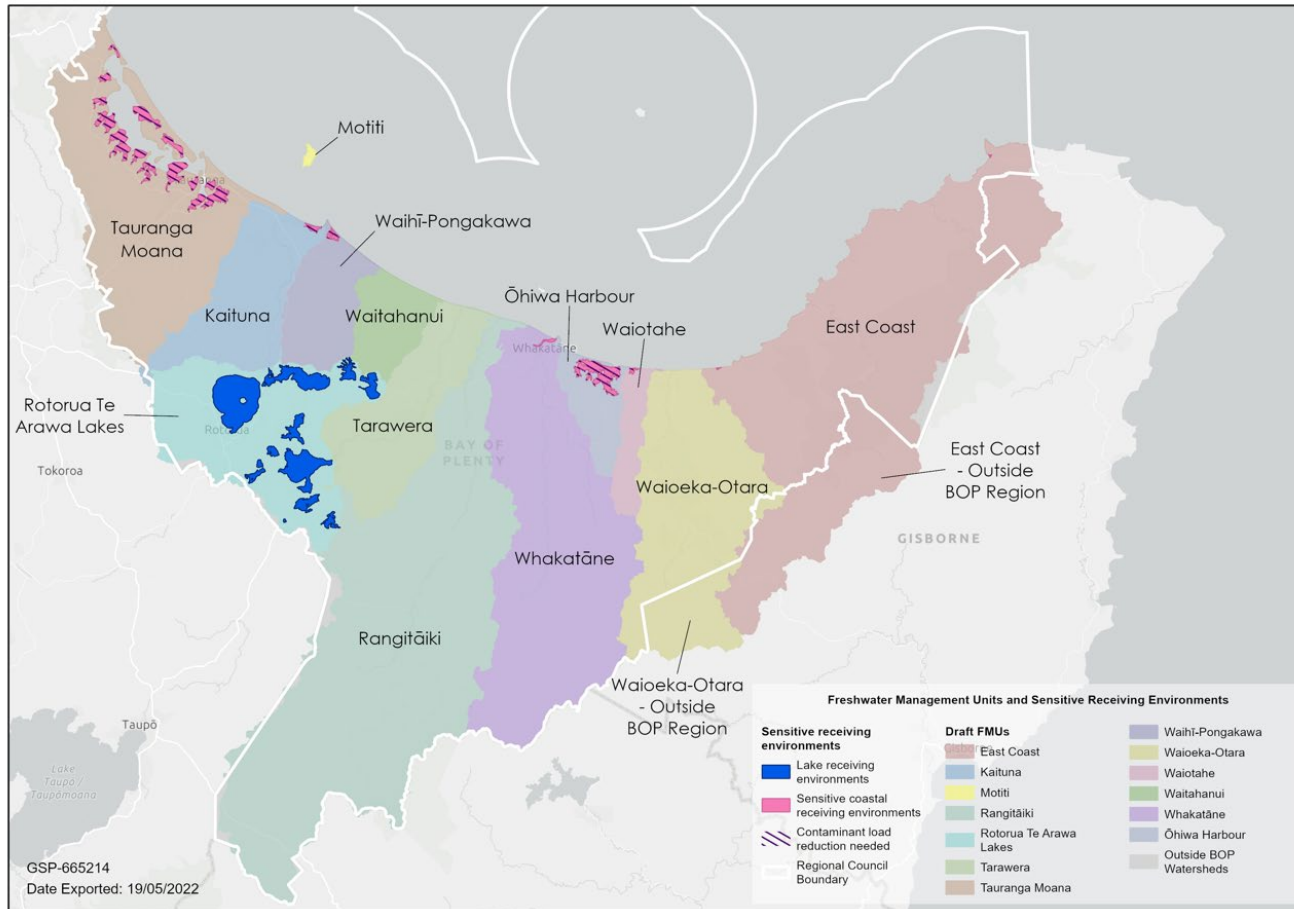 Motiti
Tauranga
Tauranga
Moana
Waihī-Pongakawa
Kaituna
Waitahanui
Ōhiwa Harbour
Waiotahe
Whakatāne
East Coast
Rotorua Te
Arawa Lakes
Rotorua
Tarawera
BAY OF
PLENTY
Tokoroa
Waioeka-Otara
East Coast
- Outside
BOP Region
GISBORNE
Whakatāne
Rangitāiki
Waioeka-Otara
- Outside
BOP Region
Taupō
Lake
Taupō /
Taupōmoana
GSP-665214
Date Exported: 19/05/2022
Freshwater Management Units and Sensitive Receiving Environments
Sensitive receiving
environments
Lake receiving
environments
Sensitive coastal
receiving environments
Contaminant load
reduction needed
Regional Council
Boundary
Draft FMUs
Gisborne
East Coast
Kaituna
Motiti
Rangitāiki
Rotorua Te Arawa
Lakes
Tarawera
Tauranga Moana
Waihī-Pongakawa
Waioeka-Otara
Waiotahe
Waitahanui
Whakatāne
Ōhiwa Harbour
Outside BOP
Watersheds